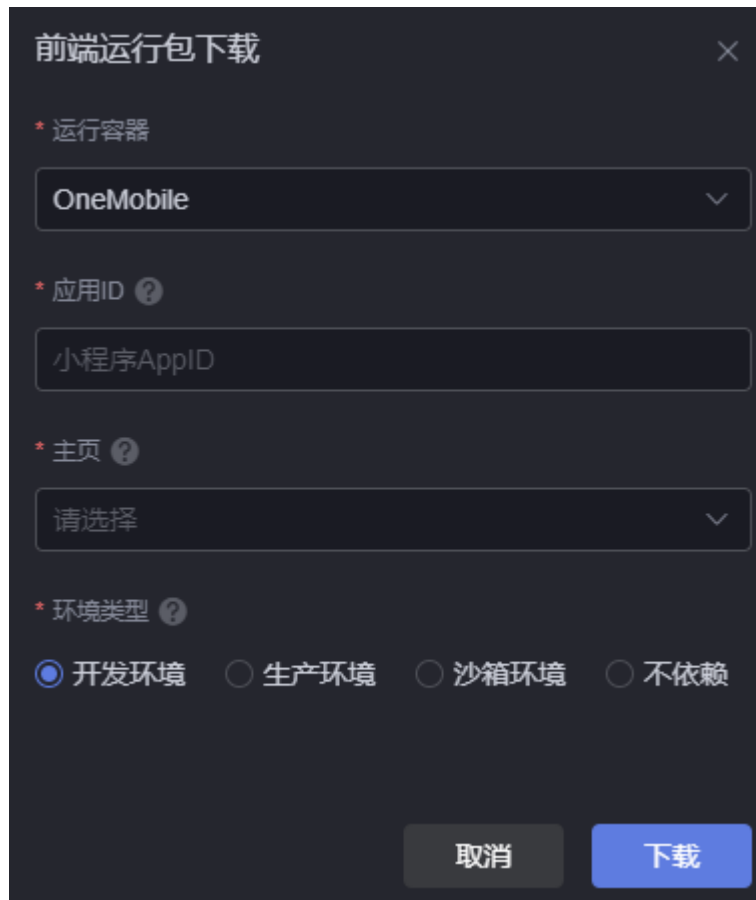 前端运行包下载
* 运行容器
OneMobile
* 应用ID ?
小程序AppID
* 主页 ?
请选择
* 环境类型 ?
开发环境 生产环境 沙箱环境 不依赖
取消 下载